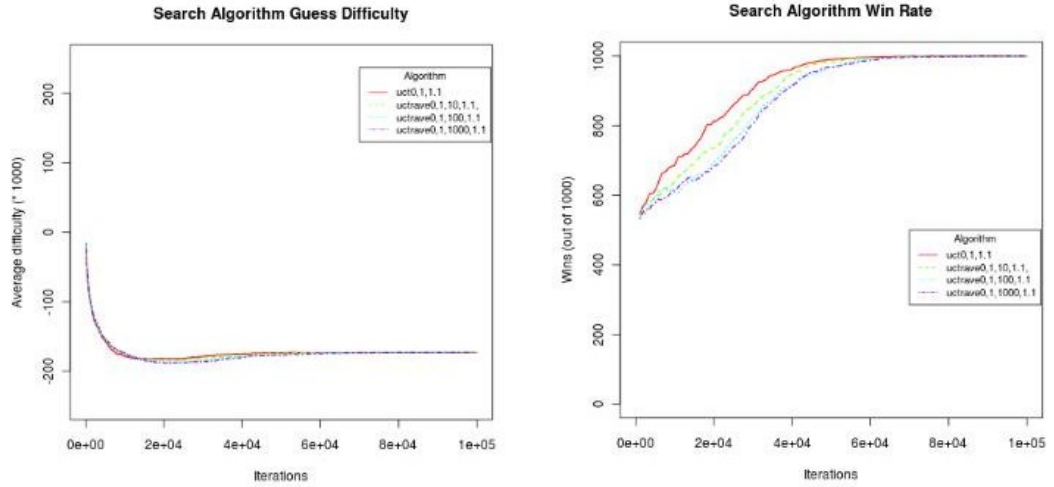 Search Algorithm Guess Difficulty
Average difficulty (* 1000)
200
100
0
-100
-200
Algorithm
uct0,1,1.1
uctrave0,1,10,1.1,
uctrave0,1,100,1.1
uctrave0,1,1000,1.1
0e+00 2e+04 4e+04 6e+04 8e+04 1e+05
Iterations
Search Algorithm Win Rate
Wins (out of 1000)
1000
800
600
400
200
0
Algorithm
uct0,1,1.1
uctrave0,1,10,1.1,
uctrave0,1,100,1.1
uctrave0,1,1000,1.1
0e+00 2e+04 4e+04 6e+04 8e+04 1e+05
Iterations